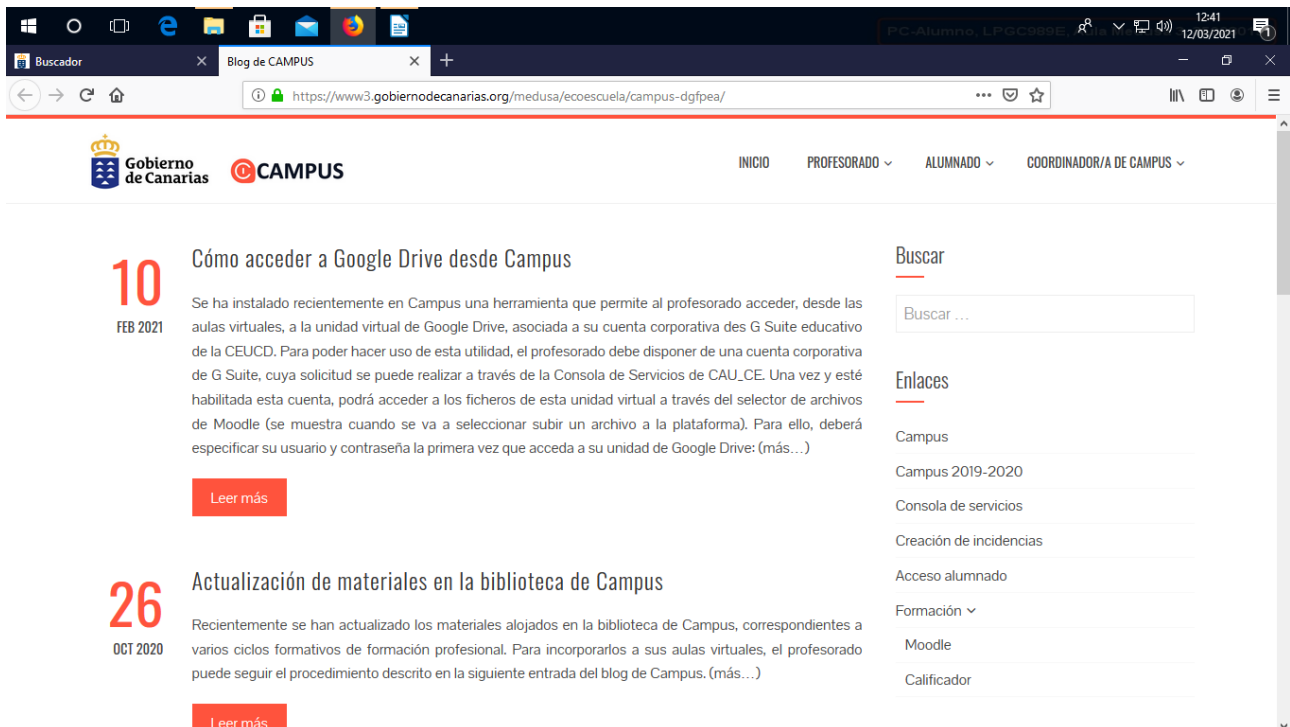 PC-Alumno, LPGC989E,
12:41
12/03/2021
1
Buscador
Blog de CAMPUS
https://www3.gobiernodecanarias.org/medusa/ecoescuela/campus-dgfpea/
Gobierno
de Canarias
CAMPUS
INICIO PROFESORADO ALUMNADO COORDINADOR/A DE CAMPUS
10
FEB 2021
Cómo acceder a Google Drive desde Campus
Se ha instalado recientemente en Campus una herramienta que permite al profesorado acceder, desde las
aulas virtuales, a la unidad virtual de Google Drive, asociada a su cuenta corporativa des G Suite educativo
de la CEUCD. Para poder hacer uso de esta utilidad, el profesorado debe disponer de una cuenta corporativa
de G Suite, cuya solicitud se puede realizar a través de la Consola de Servicios de CAU_CE. Una vez y esté
habilitada esta cuenta, podrá acceder a los ficheros de esta unidad virtual a través del selector de archivos
de Moodle (se muestra cuando se va a seleccionar subir un archivo a la plataforma). Para ello, deberá
especificar su usuario y contraseña la primera vez que acceda a su unidad de Google Drive: (más…)
Leer más
26
OCT 2020
Actualización de materiales en la biblioteca de Campus
Recientemente se han actualizado los materiales alojados en la biblioteca de Campus, correspondientes a
varios ciclos formativos de formación profesional. Para incorporarlos a sus aulas virtuales, el profesorado
puede seguir el procedimiento descrito en la siguiente entrada del blog de Campus. (más…)
Leer más
Buscar
Buscar …
Enlaces
Campus
Campus 2019-2020
Consola de servicios
Creación de incidencias
Acceso alumnado
Formación
Moodle
Calificador